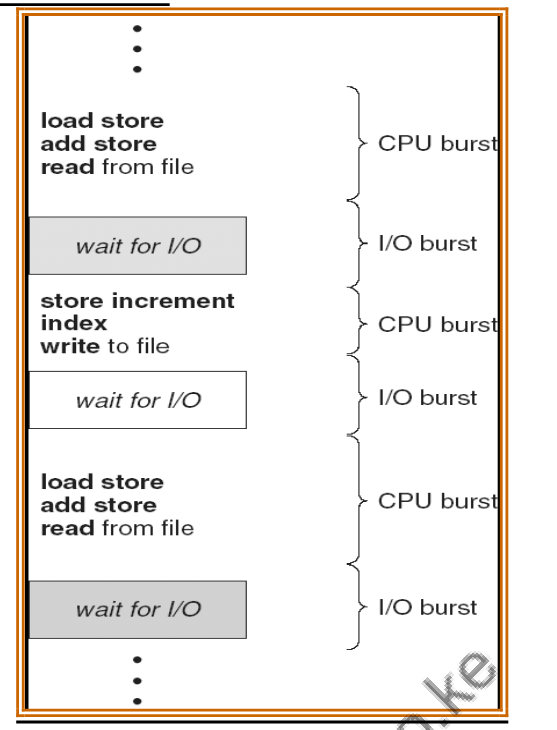 load store
add store
read from file
CPU burst
wait for I/O
I/O burst
store increment
index
write to file
CPU burst
wait for I/O
I/O burst
load store
add store
read from file
CPU burst
wait for I/O
I/O burst
.ke